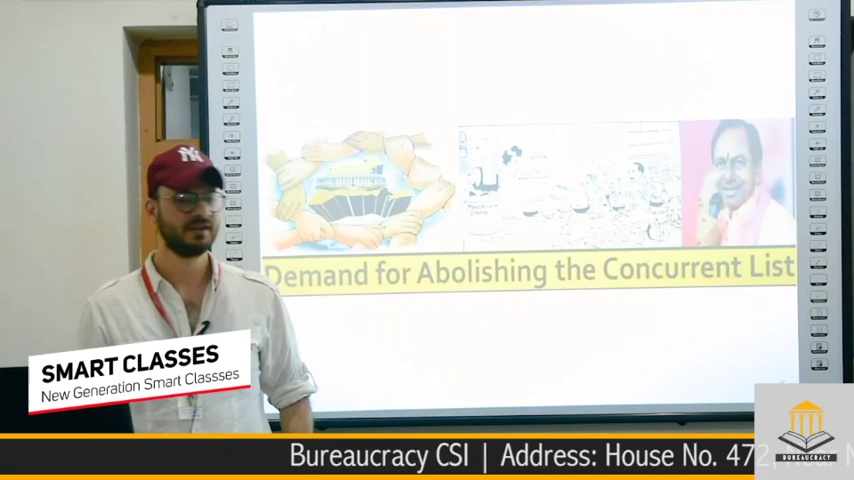 NY
Demand for Abolishing the Concurrent List
SMART CLASSES
New Generation Smart Classses
Bureaucracy CSI | Address: House No. 472, Near
BUREAUCRACY